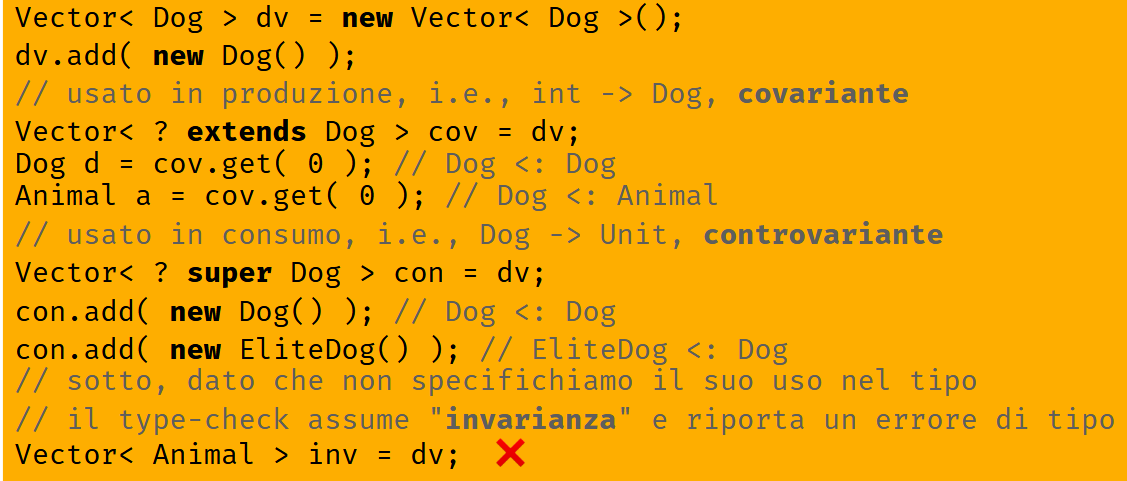 Vector< Dog > dv = new Vector< Dog >();
dv.add( new Dog() );
// usato in produzione, i.e., int -> Dog, covariante
Vector< ? extends Dog > cov = dv;
Dog d = cov.get( 0 ); // Dog <: Dog
Animal a = cov.get( 0 ); // Dog <: Animal
// usato in consumo, i.e., Dog -> Unit, controvariante
Vector< ? super Dog > con = dv;
con.add( new Dog() ); // Dog <: Dog
con.add( new EliteDog() ); // EliteDog <: Dog
// sotto, dato che non specifichiamo il suo uso nel tipo
// il type-check assume "invarianza" e riporta un errore di tipo
Vector< Animal > inv = dv; ❌